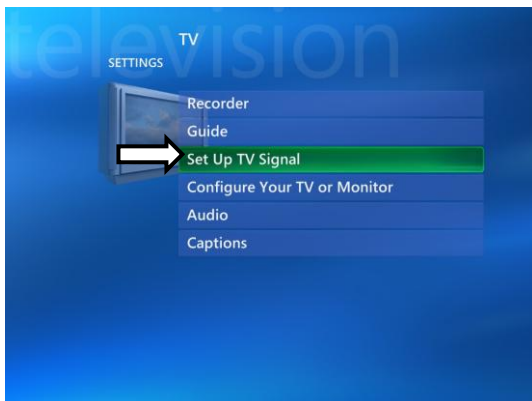 television
TV
SETTINGS
Recorder
Guide
Set Up TV Signal
Configure Your TV or Monitor
Audio
Captions